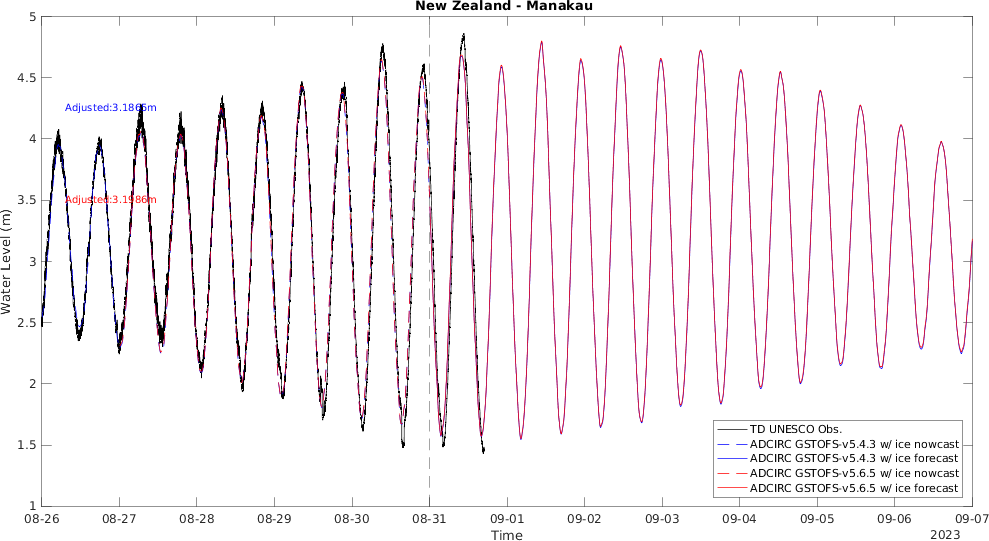 New Zealand - Manakau
Water Level (m)
5
4.5
4
3.5
3
2.5
2
1.5
1
Adjusted:3.1866m
Adjusted:3.1986m
TD UNESCO Obs.
ADCIRC GSTOFS-v5.4.3 w/ ice nowcast
ADCIRC GSTOFS-v5.4.3 w/ ice forecast
ADCIRC GSTOFS-v5.6.5 w/ ice nowcast
ADCIRC GSTOFS-v5.6.5 w/ ice forecast
08-26 08-27 08-28 08-29 08-30 08-31 09-01 09-02 09-03 09-04 09-05 09-06 09-07
Time
2023